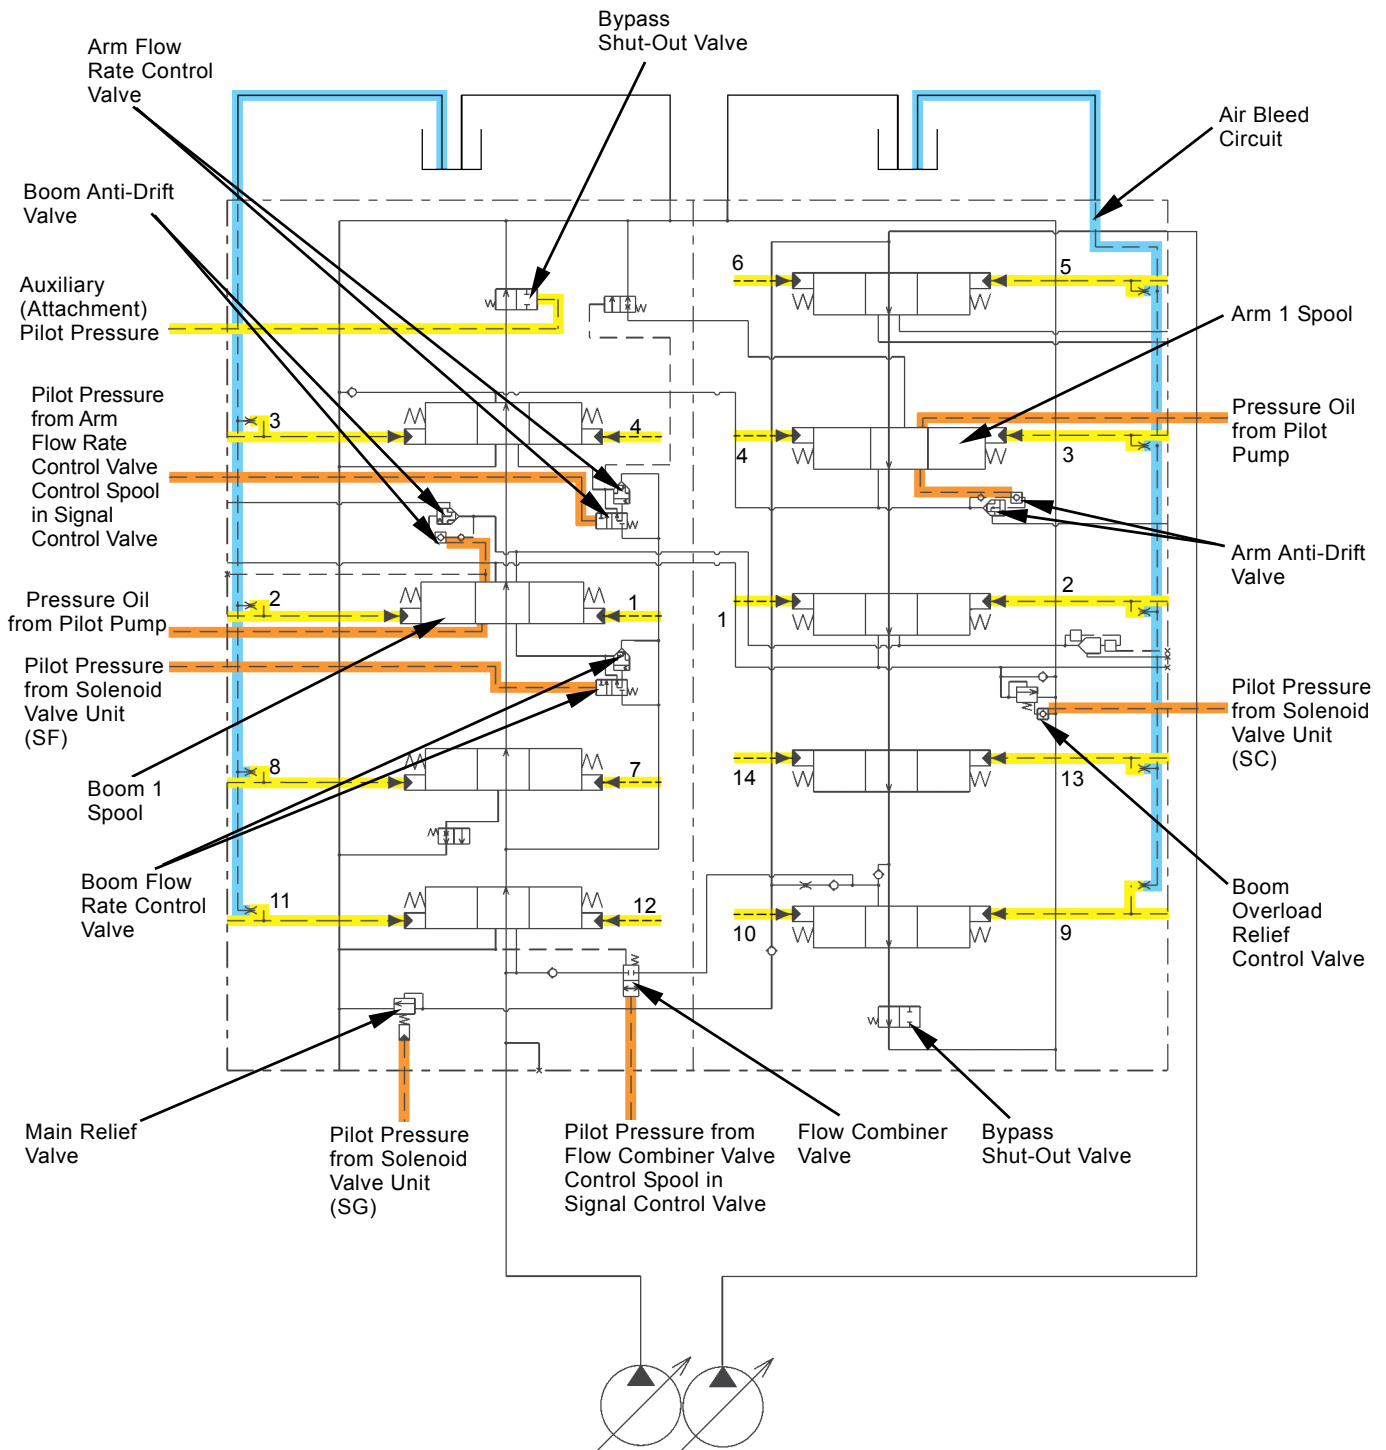 Bypass
Shut-Out Valve
Arm Flow
Rate Control
Valve
Air Bleed
Circuit
Boom Anti-Drift
Valve
Auxiliary
(Attachment)
Pilot Pressure
6
5
Arm 1 Spool
Pilot Pressure
from Arm
Flow Rate
Control Valve
Control Spool
in Signal
Control Valve
3
4
4
3
Pressure Oil
from Pilot
Pump
Arm Anti-Drift
Valve
Pressure Oil
from Pilot Pump
2
1
1
2
Pilot Pressure
from Solenoid
Valve Unit
(SF)
Pilot Pressure
from Solenoid
Valve Unit
(SC)
Boom 1
Spool
8
7
14
13
Boom Flow
Rate Control
Valve
11
12
10
9
Boom
Overload
Relief
Control Valve
Main Relief
Valve
Pilot Pressure
from Solenoid
Valve Unit
(SG)
Pilot Pressure from
Flow Combiner Valve
Control Spool in
Signal Control Valve
Flow Combiner
Valve
Bypass
Shut-Out Valve